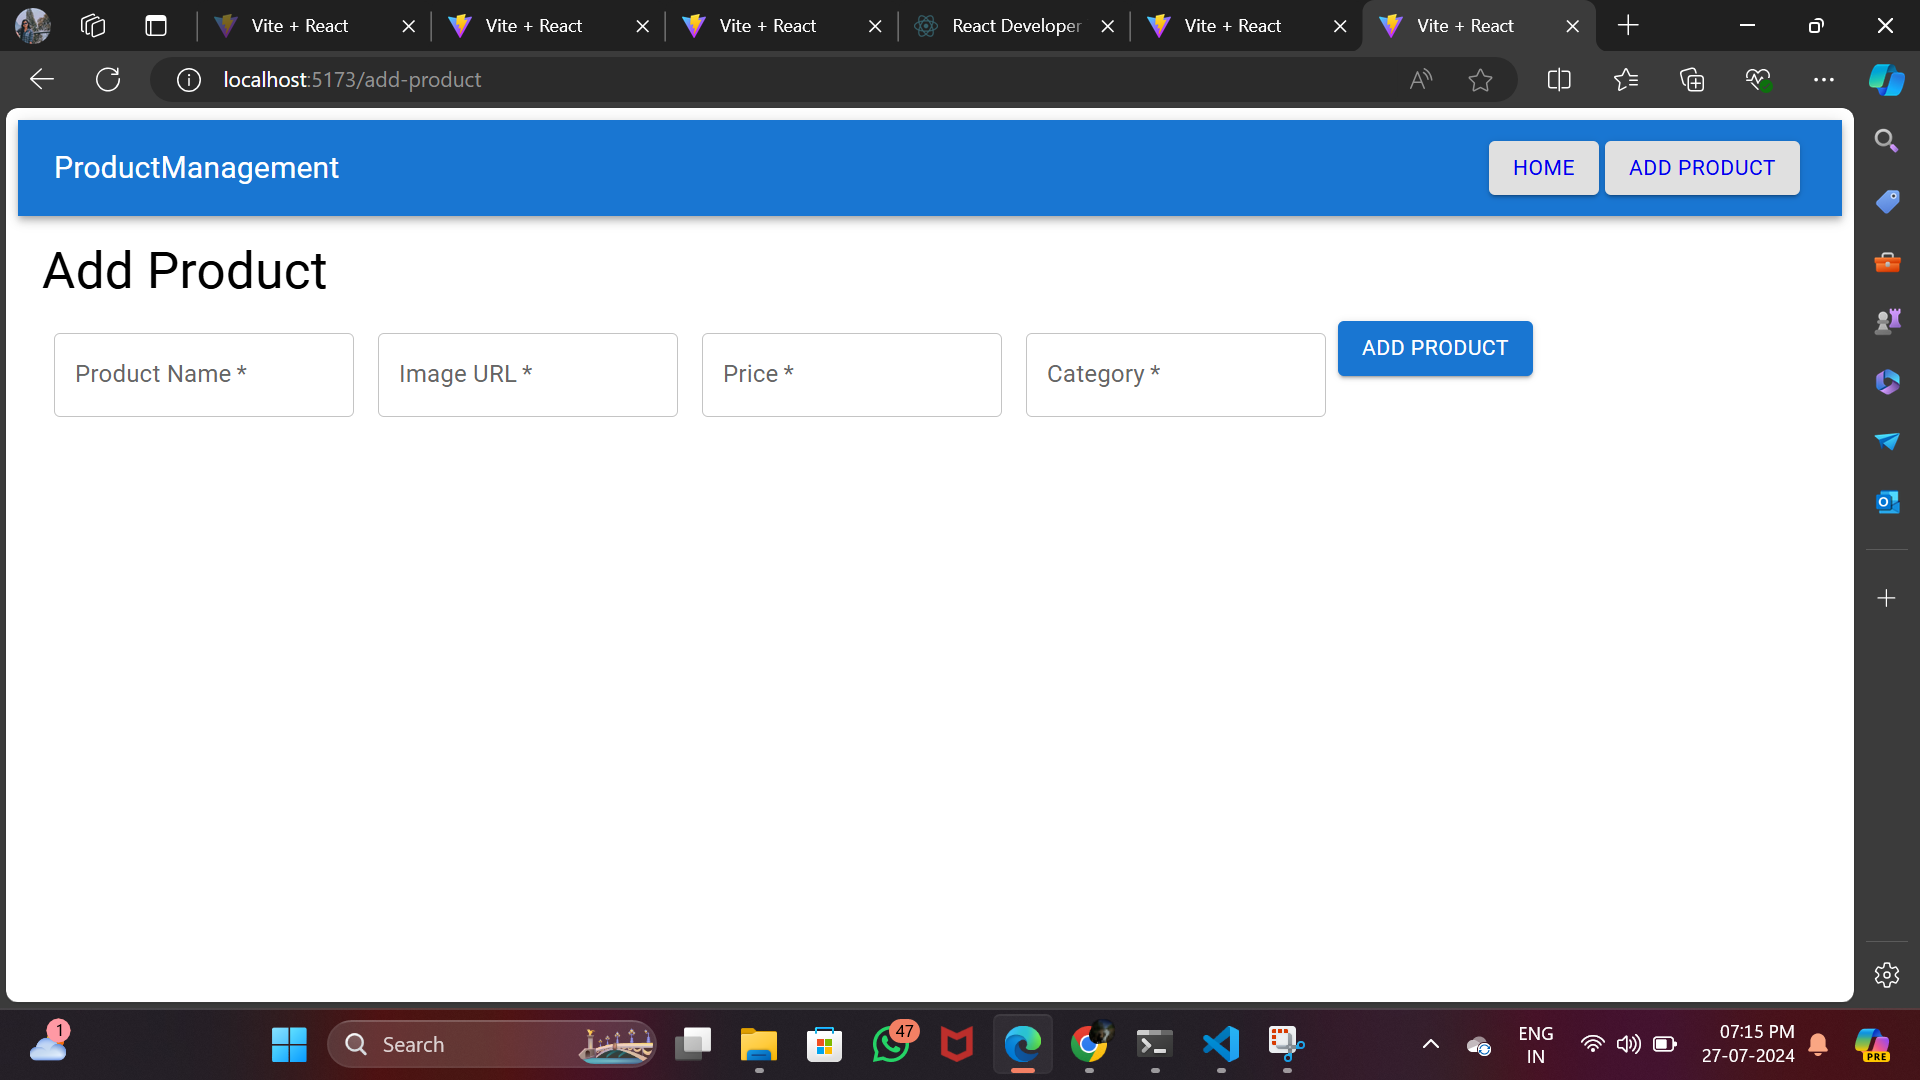 Vite + React
Vite + React
Vite + React
React Developer
Vite + React
Vite + React
localhost:5173/add-product
ProductManagement
HOME
ADD PRODUCT
Add Product
Product Name *
Image URL *
Price *
Category *
ADD PRODUCT
1
Search
47
ENG
IN
07:15 PM
27-07-2024
PRE